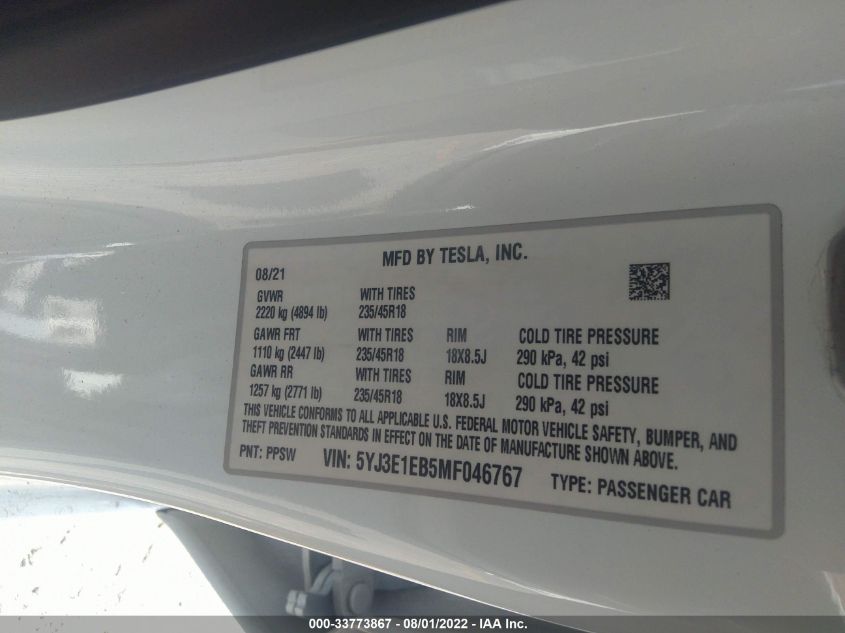 MFD BY TESLA, INC.
08/21
GVWR WITH TIRES
2220 kg (4894 lb) 235/45R18
GAWR FRT WITH TIRES RIM COLD TIRE PRESSURE
1110 kg (2447 lb) 235/45R18 18X8.5J 290 kPa, 42 psi
GAWR RR WITH TIRES RIM COLD TIRE PRESSURE
1257 kg (2771 lb) 235/45R18 18X8.5J 290 kPa, 42 psi
THIS VEHICLE CONFORMS TO ALL APPLICABLE U.S. FEDERAL MOTOR VEHICLE SAFETY, BUMPER, AND
THEFT PREVENTION STANDARDS IN EFFECT ON THE DATE OF MANUFACTURE SHOWN ABOVE.
PNT: PPSW VIN: 5YJ3E1EB5MF046767 TYPE: PASSENGER CAR
000-33773867 - 08/01/2022 - IAA Inc.